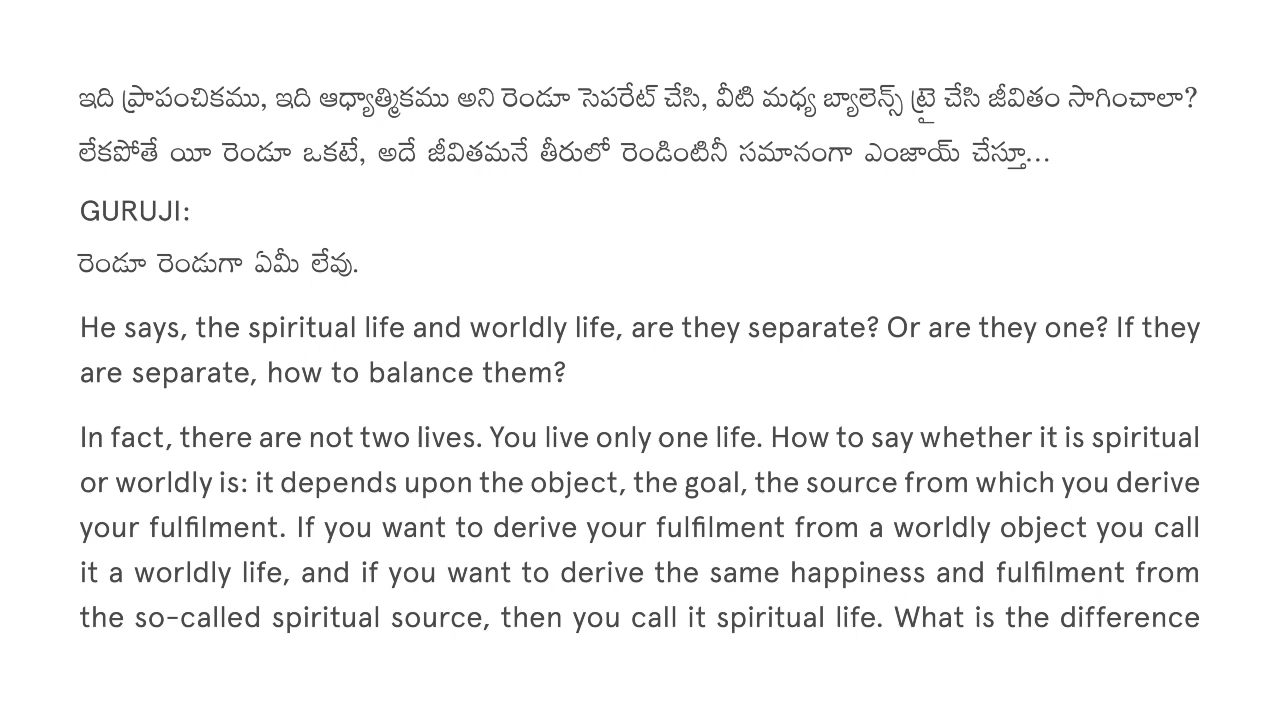 ఇది ప్రాపంచికము, ఇది ఆధ్యాత్మికము అని రెండూ సెపరేట్ చేసి, వీటి మధ్య బ్యాలెన్స్ ట్రై చేసి జీవితం సాగించాలా?
లేకపోతే యీ రెండూ ఒకటే, అదే జీవితమనే తీరులో రెండింటినీ సమానంగా ఎంజాయ్ చేస్తూ...
GURUJI:
రెండూ రెండుగా ఏమీ లేవు.
He says, the spiritual life and worldly life, are they separate? Or are they one? If they
are separate, how to balance them?
In fact, there are not two lives. You live only one life. How to say whether it is spiritual
or worldly is: it depends upon the object, the goal, the source from which you derive
your fulfilment. If you want to derive your fulfilment from a worldly object you call
it a worldly life, and if you want to derive the same happiness and fulfilment from
the so-called spiritual source, then you call it spiritual life. What is the difference